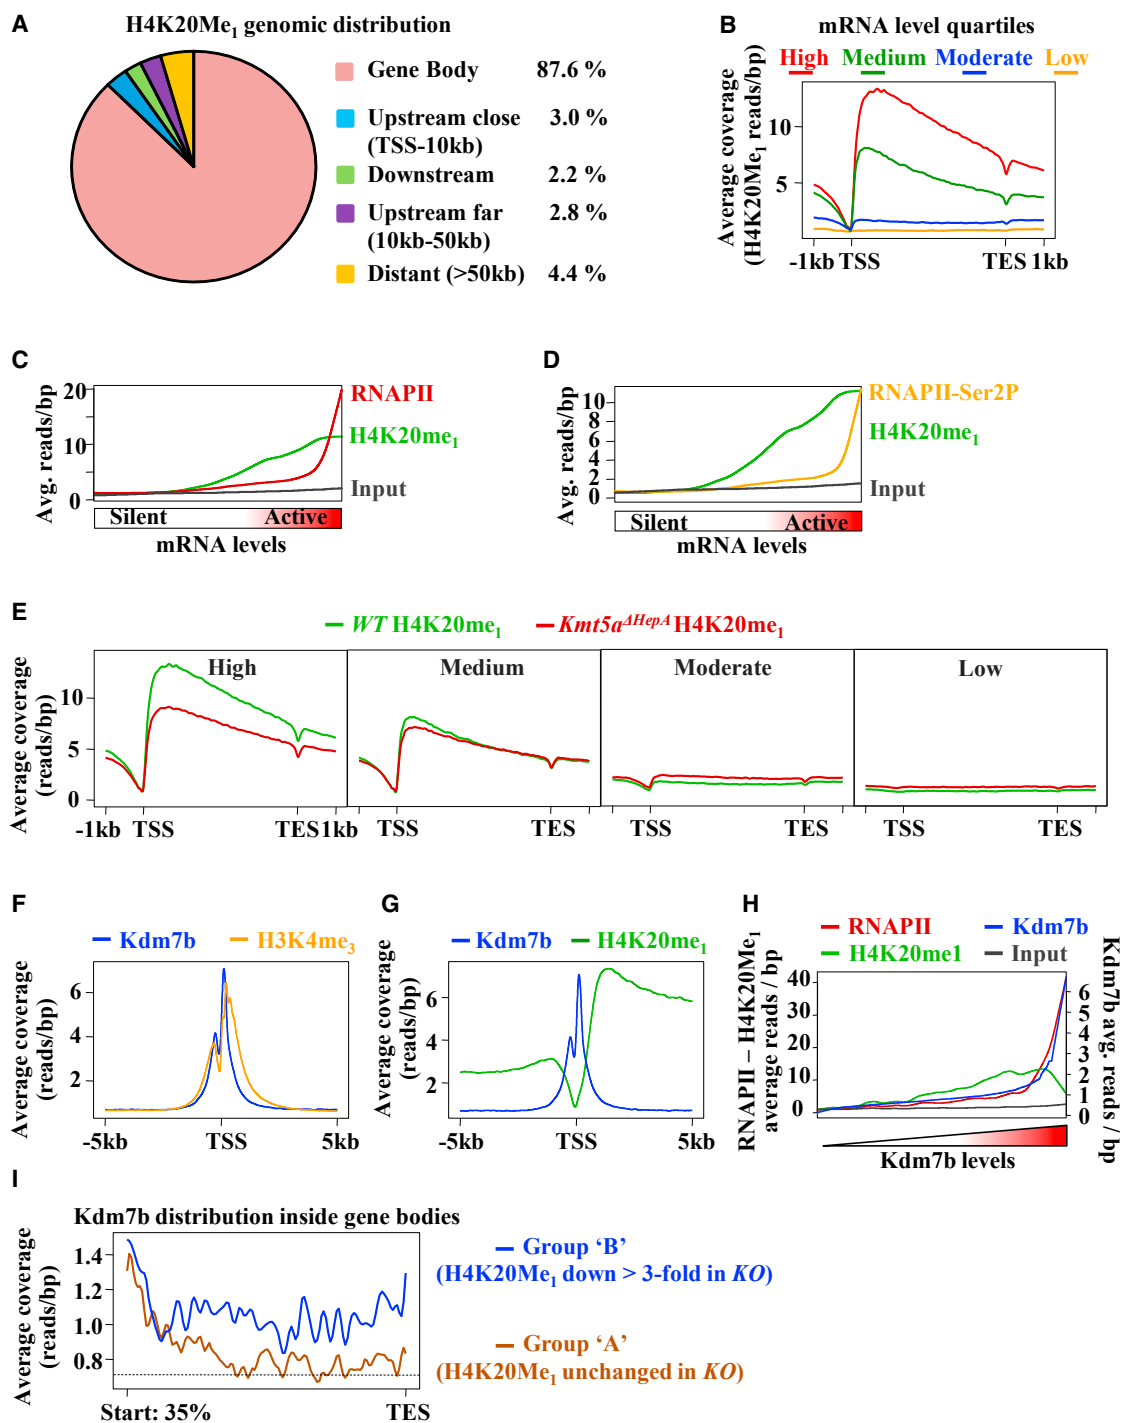 A
H4K20Me1 genomic distribution
Gene Body 87.6 %
Upstream close 3.0 %
(TSS-10kb)
Downstream 2.2 %
Upstream far 2.8 %
(10kb-50kb)
Distant (>50kb) 4.4 %
B
mRNA level quartiles
High Medium Moderate Low
Average coverage
(H4K20Me1 reads/bp)
10
5
-1kb TSS TES 1kb
C
Avg. reads/bp
20
10
0
RNAPII
H4K20me1
Input
Silent Active
mRNA levels
D
Avg. reads/bp
10
8
6
4
2
0
RNAPII-Ser2P
H4K20me1
Input
Silent Active
mRNA levels
E
WT H4K20me1 Kmt5aΔHepA H4K20me1
Average coverage
(reads/bp)
10
5
0
High Medium Moderate Low
-1kb TSS TES 1kb TSS TES TSS TES TSS TES
F
Kdm7b H3K4me3
Average coverage
(reads/bp)
6
4
2
-5kb TSS 5kb
G
Kdm7b H4K20me1
Average coverage
(reads/bp)
6
4
2
-5kb TSS 5kb
H
RNAPII Kdm7b
H4K20me1 Input
RNAPII – H4K20Me1
average reads / bp
40
30
20
10
0
Kdm7b avg. reads / bp
6
5
4
3
2
1
0
Kdm7b levels
I
Kdm7b distribution inside gene bodies
Average coverage
(reads/bp)
1.4
1.2
1.0
0.8
Group ‘B’
(H4K20Me1 down > 3-fold in KO)
Group ‘A’
(H4K20Me1 unchanged in KO)
Start: 35% TES